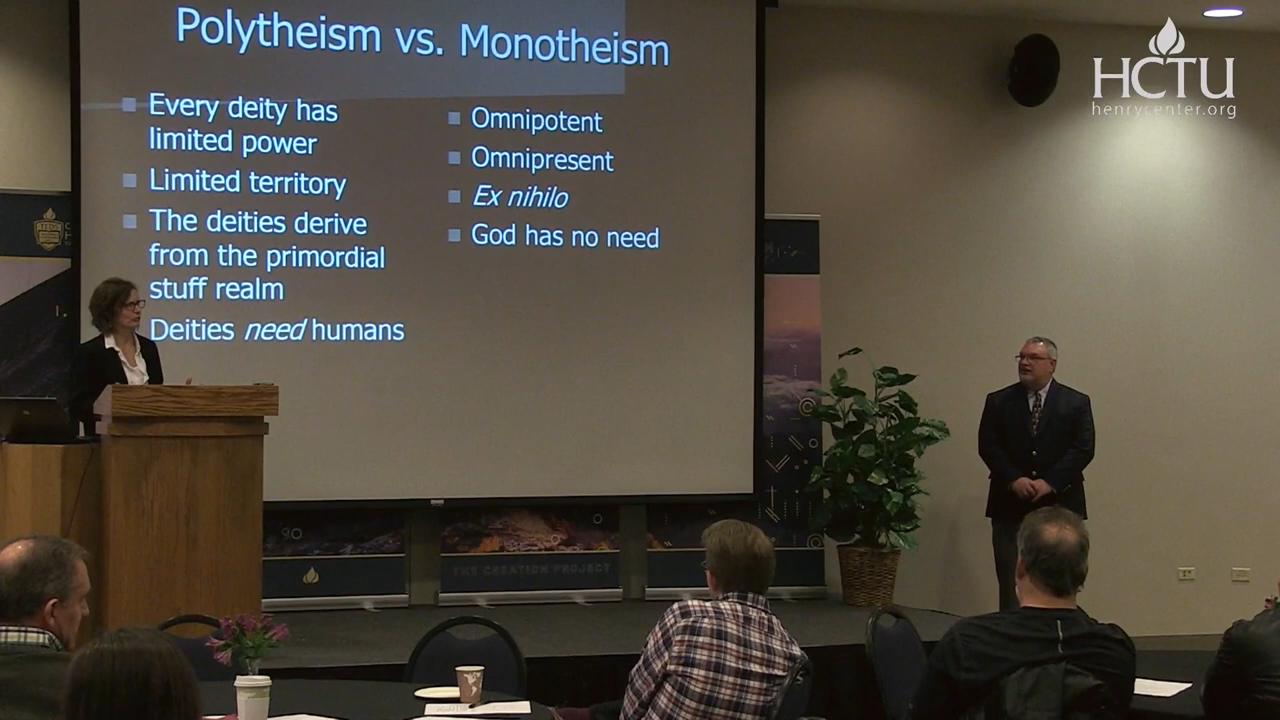 Polytheism vs. Monotheism
Every deity has
limited power
Limited territory
The deities derive
from the primordial
stuff realm
Deities need humans
Omnipotent
Omnipresent
Ex nihilo
God has no need
HCTU
henrycenter.org
THE CREATION PROJECT